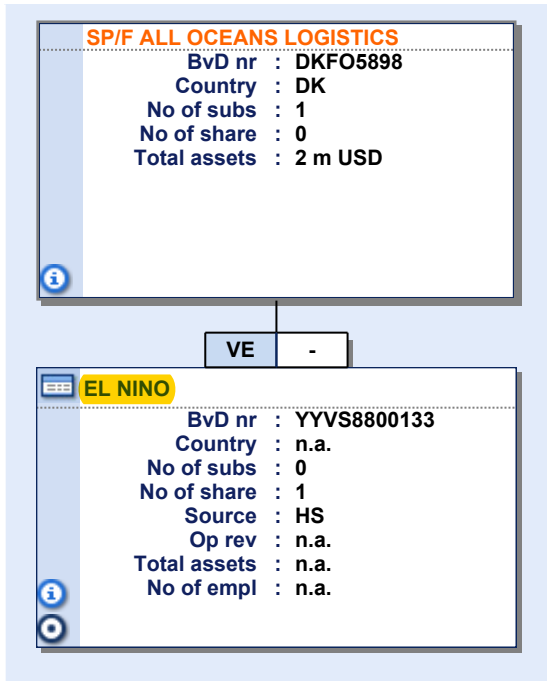 SP/F ALL OCEANS LOGISTICS
BvD nr : DKFO5898
Country : DK
No of subs : 1
No of share : 0
Total assets : 2 m USD
VE -
EL NINO
BvD nr : YYVS8800133
Country : n.a.
No of subs : 0
No of share : 1
Source : HS
Op rev : n.a.
Total assets : n.a.
No of empl : n.a.